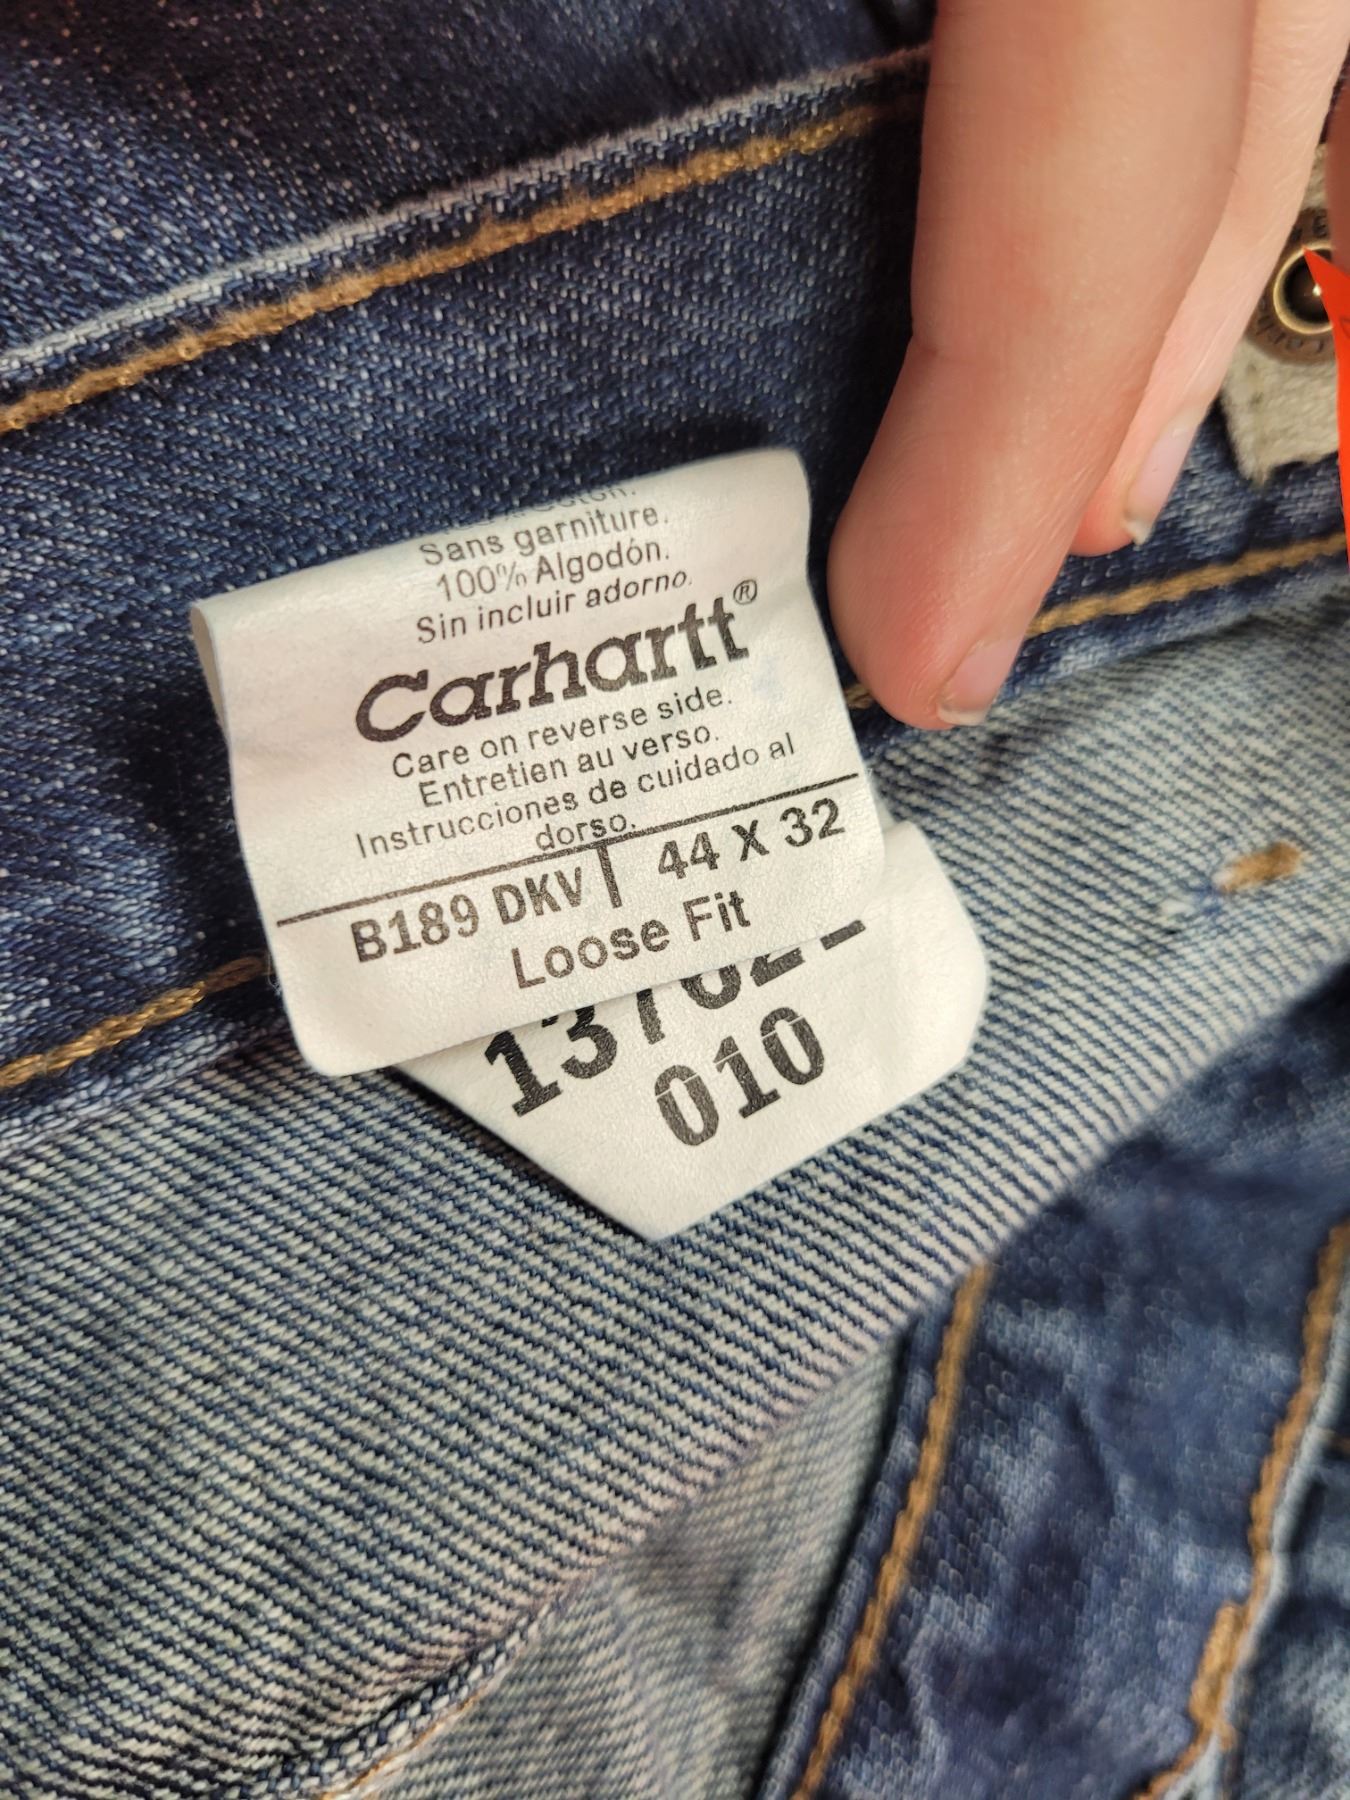 Sans garniture.
100% Algodón.
Sin incluir adorno.
Carhartt®
Care on reverse side.
Entretien au verso.
Instrucciones de cuidado al
dorso.
B189 DKV | 44 X 32
Loose Fit
010